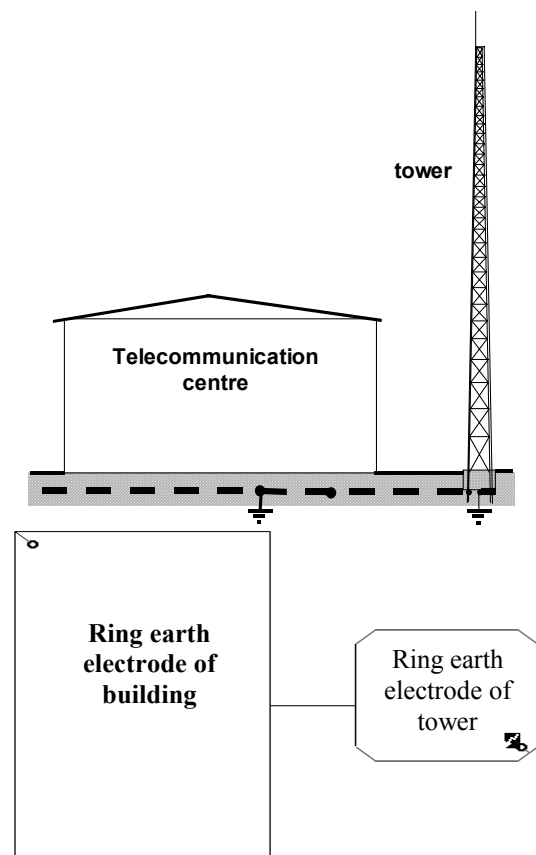 tower
Telecommunication
centre
Ring earth
electrode of
building
Ring earth
electrode of
tower